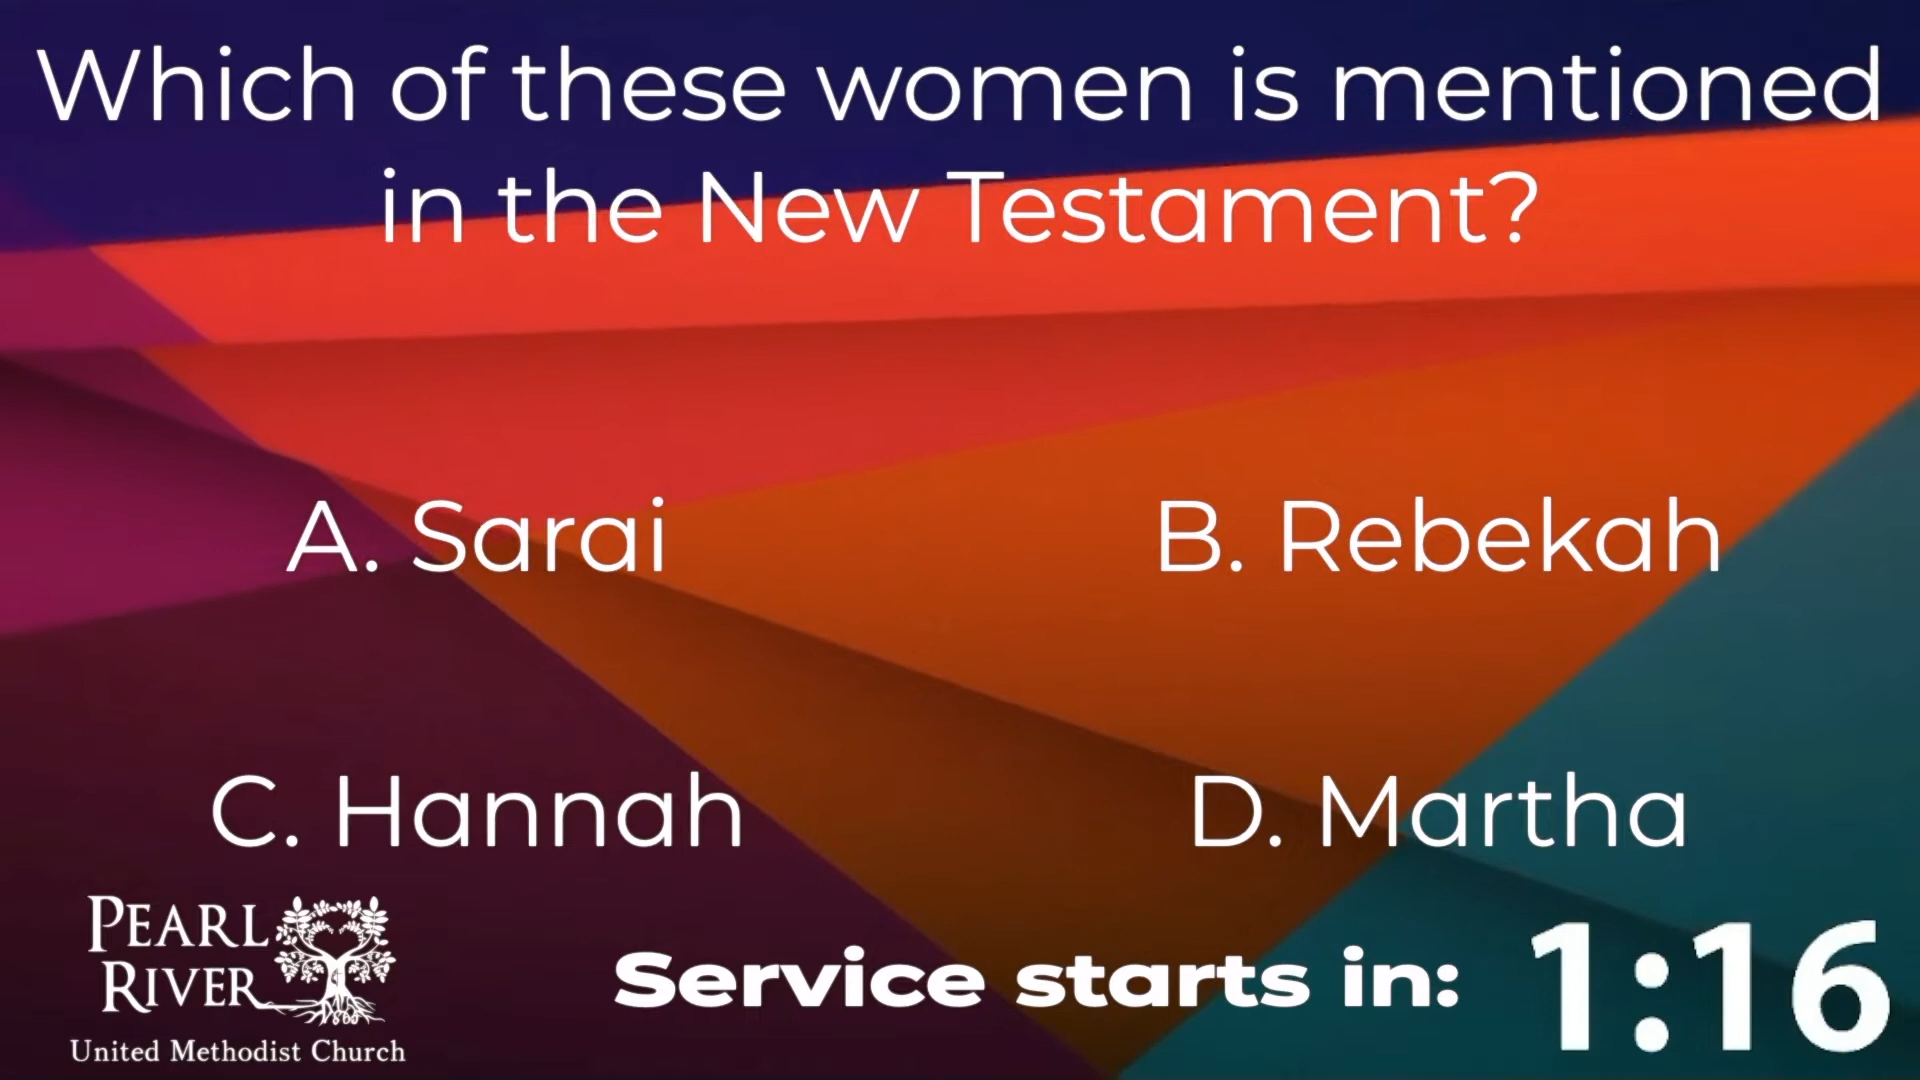 Which of these women is mentioned
in the New Testament?
A. Sarai
B. Rebekah
C. Hannah
D. Martha
PEARL
RIVER
United Methodist Church
Service starts in: 1:16